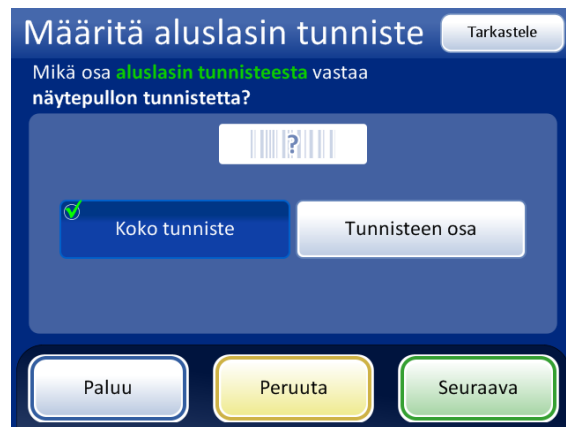 Määritä aluslasin tunniste
Tarkastele
Mikä osa aluslasin tunnisteesta vastaa
näytepullon tunnistetta?
?
Koko tunniste
Tunnisteen osa
Paluu
Peruuta
Seuraava